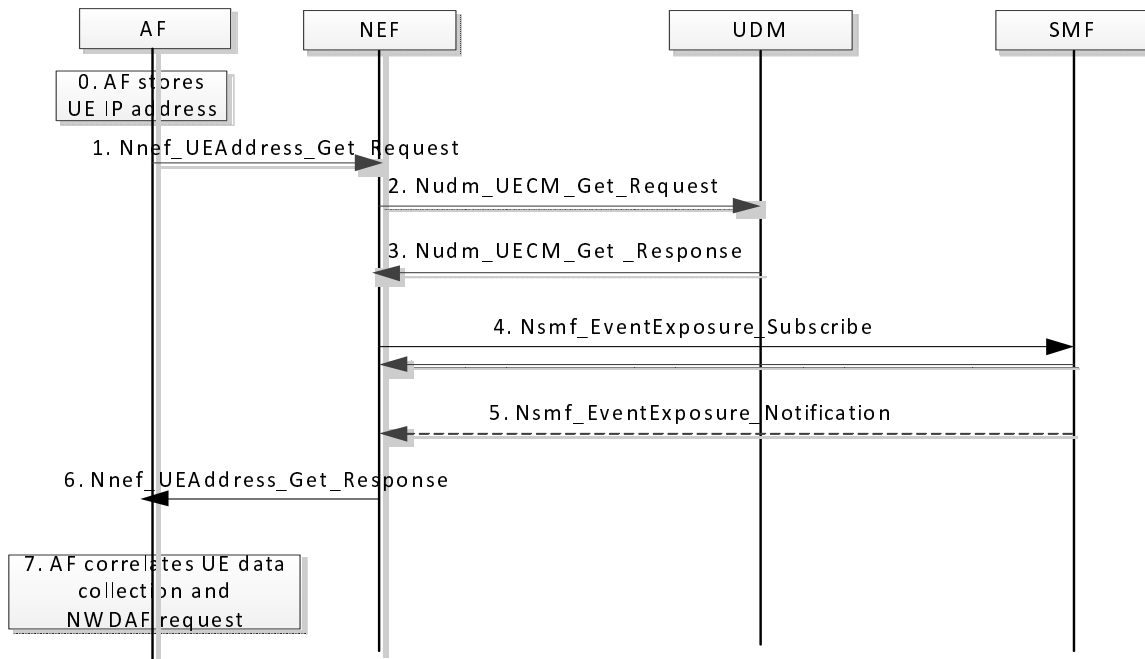 AF
NEF
UDM
SMF
0. AF stores
UE IP address
1. Nnef_UEAddress_Get_Request
2. Nudm_UECM_Get_Request
3. Nudm_UECM_Get _Response
4. Nsmf_EventExposure_Subscribe
5. Nsmf_EventExposure_Notification
6. Nnef_UEAddress_Get_Response
7. AF correlates UE data
collection and
NWDAF request